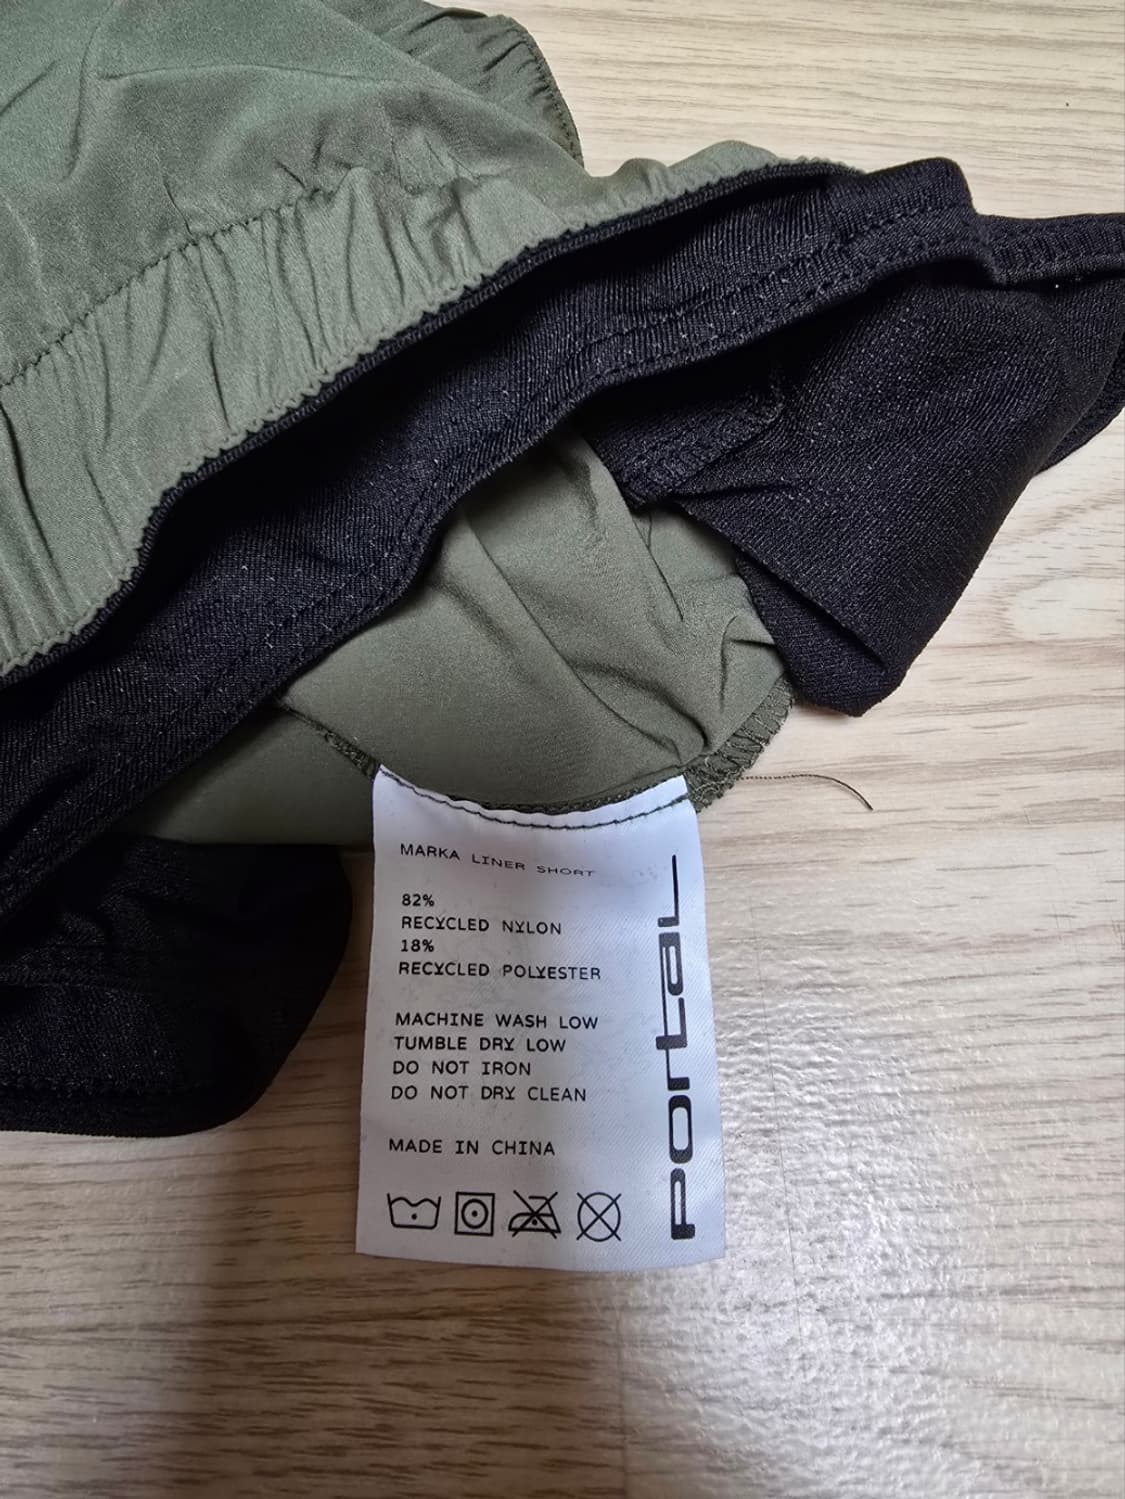 MARKA LINER SHORT
82%
RECYCLED NYLON
18%
RECYCLED POLYESTER
MACHINE WASH LOW
TUMBLE DRY LOW
DO NOT IRON
DO NOT DRY CLEAN
MADE IN CHINA
portal